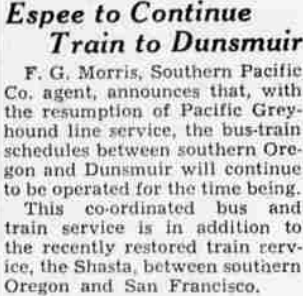 Espee to Continue
Train to Dunsmuir
F. G. Morris, Southern Pacific
Co. agent, announces that, with
the resumption of Pacific Grey-
hound line service, the bus-train
schedules between southern Ore-
gon and Dunsmuir will continue
to be operated for the time being.
This co-ordinated bus and
train service is in addition to
the recently restored train rerv-
ice, the Shasta, between southern
Oregon and San Francisco.